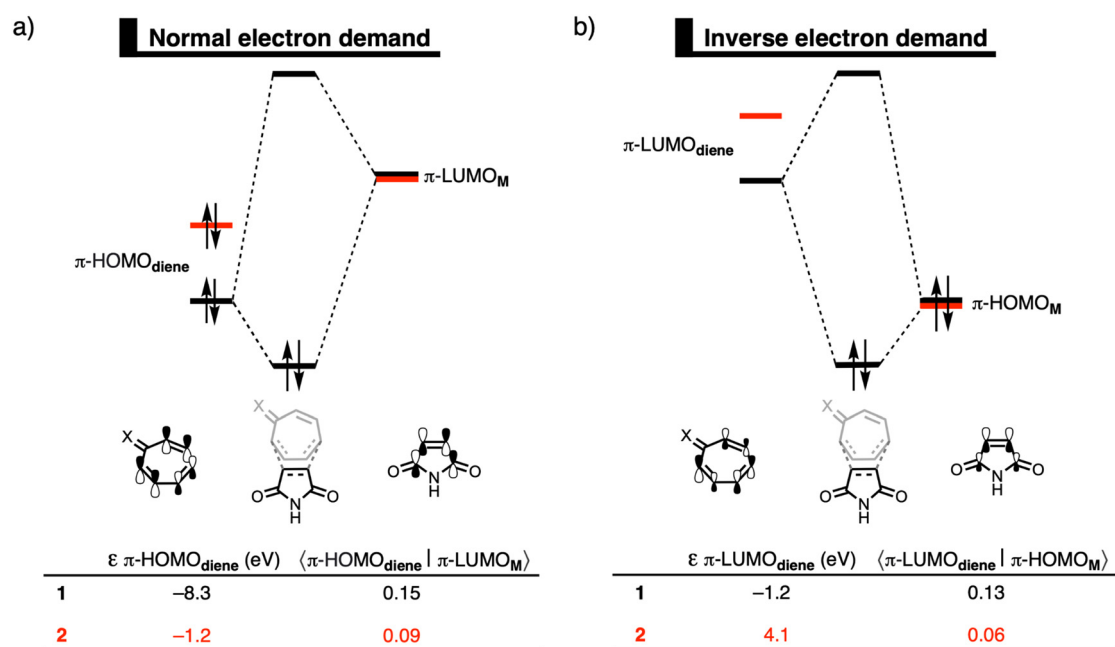 a)
Normal electron demand
π-LUMOM
π-HOMOdiene
X
X
O
N
H
O
O
N
H
O
ε π-HOMOdiene (eV) ⟨π-HOMOdiene | π-LUMOM⟩
1 –8.3 0.15
2 –1.2 0.09
b)
Inverse electron demand
π-LUMOdiene
π-HOMOM
X
X
O
N
H
O
O
N
H
O
ε π-LUMOdiene (eV) ⟨π-LUMOdiene | π-HOMOM⟩
1 –1.2 0.13
2 4.1 0.06